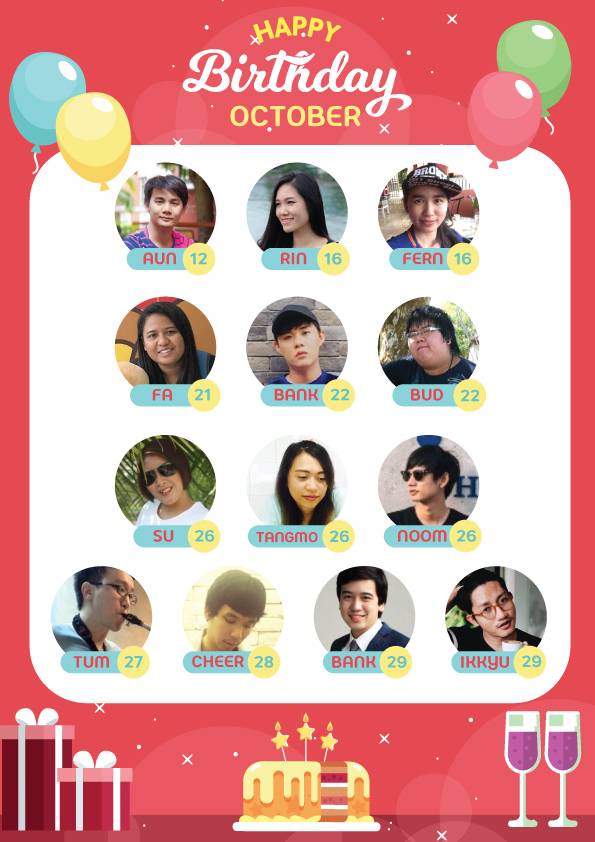 HAPPY
Birthday
OCTOBER
BRONX
AUN 12
RIN 16
FERN 16
FA 21
BANK 22
BUD 22
SU 26
TANGMO 26
NOOM 26
H
TUM 27
CHEER 28
BANK 29
IKKYU 29